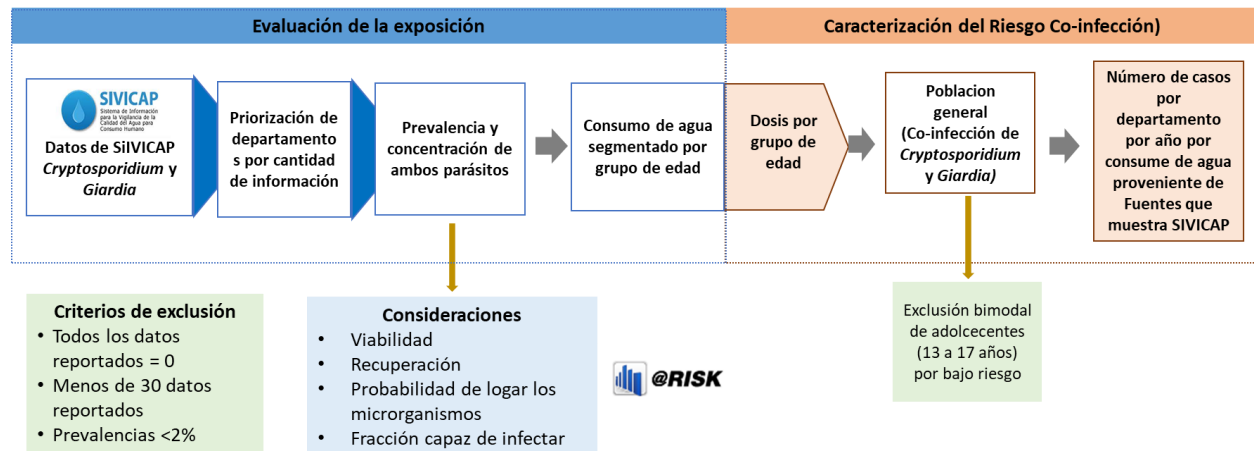 Evaluación de la exposición
Caracterización del Riesgo Co-infección)
SIVICAP
Sistema de Información
para la Vigilancia de la
Calidad del Agua para
Consumo Humano
Datos de SiIVICAP
Cryptosporidium y
Giardia
Priorización de
departamento
s por cantidad
de información
Prevalencia y
concentración de
ambos parásitos
Consumo de agua
segmentado por
grupo de edad
Dosis por
grupo de
edad
Poblacion
general
(Co-infección de
Cryptosporidium
y Giardia)
Número de casos
por
departamento
por año por
consume de agua
proveniente de
Fuentes que
muestra SIVICAP
Criterios de exclusión
• Todos los datos
reportados = 0
• Menos de 30 datos
reportados
• Prevalencias <2%
Consideraciones
• Viabilidad
• Recuperación
• Probabilidad de logar los
microrganismos
• Fracción capaz de infectar
@RISK
Exclusión bimodal
de adolcecentes
(13 a 17 años)
por bajo riesgo